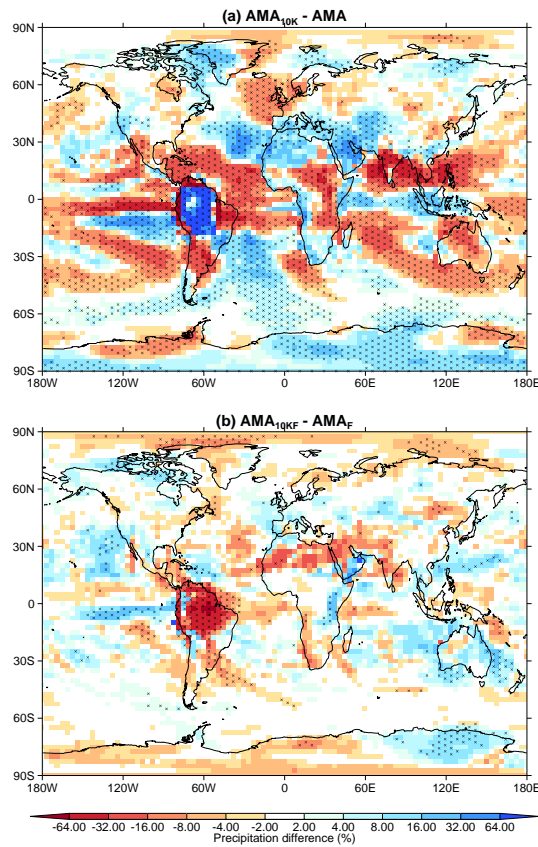 (a) AMA10K - AMA
90N
60N
30N
0
30S
60S
90S
180W 120W 60W 0 60E 120E 180E
(b) AMA10KF - AMAF
90N
60N
30N
0
30S
60S
90S
180W 120W 60W 0 60E 120E 180E
-64.00 -32.00 -16.00 -8.00 -4.00 -2.00 2.00 4.00 8.00 16.00 32.00 64.00
Precipitation difference (%)